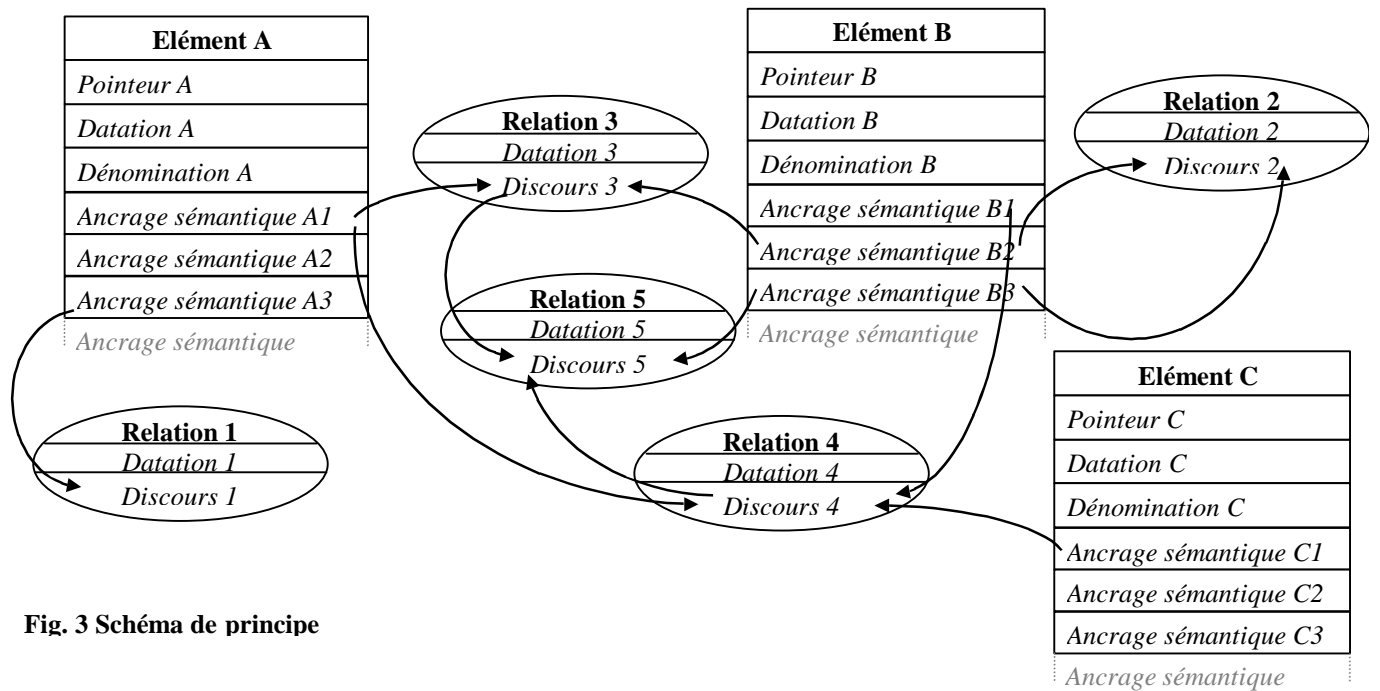 Elément A
Pointeur A
Datation A
Dénomination A
Ancrage sémantique A1
Ancrage sémantique A2
Ancrage sémantique A3
Ancrage sémantique
Relation 3
Datation 3
Discours 3
Elément B
Pointeur B
Datation B
Dénomination B
Ancrage sémantique B1
Ancrage sémantique B2
Ancrage sémantique B3
Ancrage sémantique
Relation 2
Datation 2
Discours 2
Relation 5
Datation 5
Discours 5
Relation 1
Datation 1
Discours 1
Relation 4
Datation 4
Discours 4
Elément C
Pointeur C
Datation C
Dénomination C
Ancrage sémantique C1
Ancrage sémantique C2
Ancrage sémantique C3
Ancrage sémantique
Fig. 3 Schéma de principe